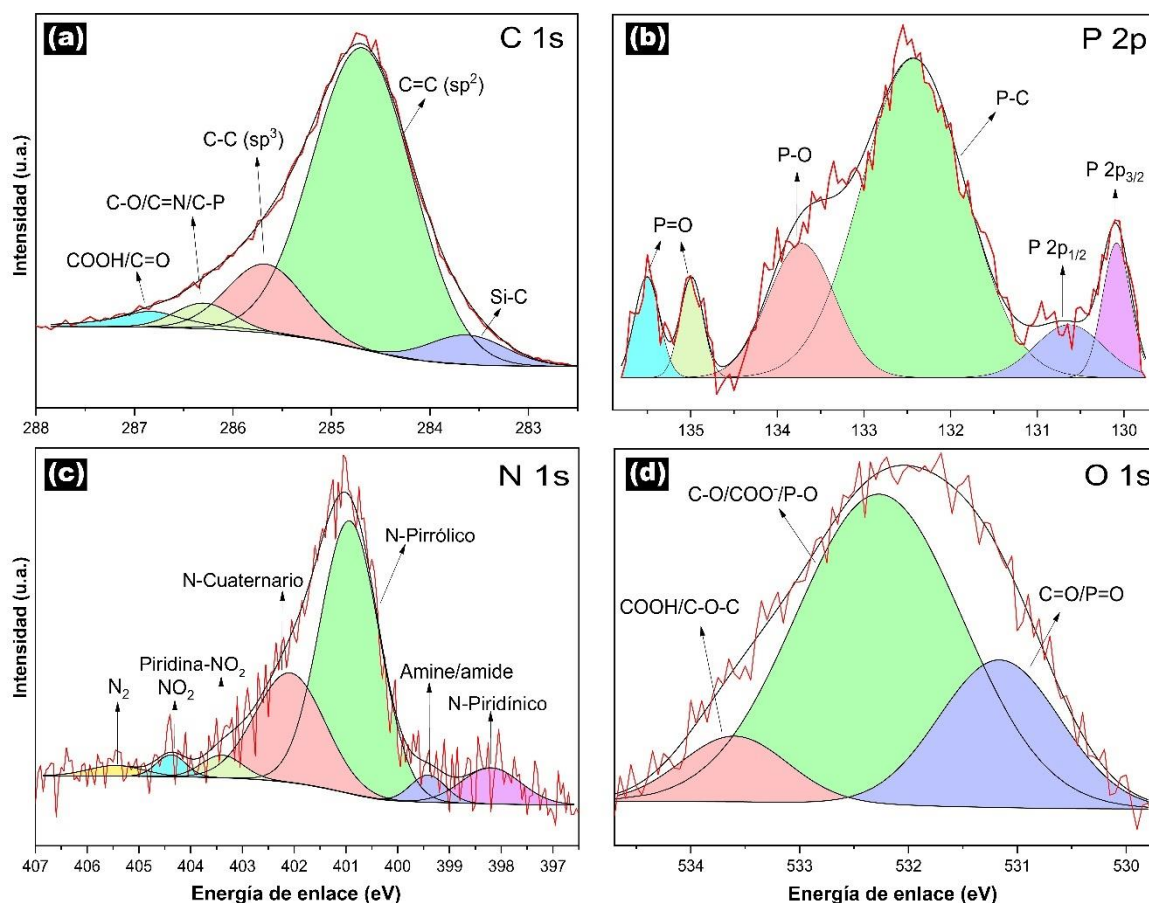 (a)
C 1s
C=C (sp²)
C-C (sp³)
C-O/C=N/C-P
COOH/C=O
Si-C
Intensidad (u.a.)
288 287 286 285 284 283
(b)
P 2p
P-C
P-O
P=O
P 2p₃/₂
P 2p₁/₂
135 134 133 132 131 130
(c)
N 1s
N-Pirrólico
N-Cuaternario
Piridina-NO₂
NO₂
N₂
Amine/amide
N-Piridínico
Intensidad (u.a.)
407 406 405 404 403 402 401 400 399 398 397
Energía de enlace (eV)
(d)
O 1s
C-O/COO⁻/P-O
C=O/P=O
COOH/C-O-C
534 533 532 531 530
Energía de enlace (eV)